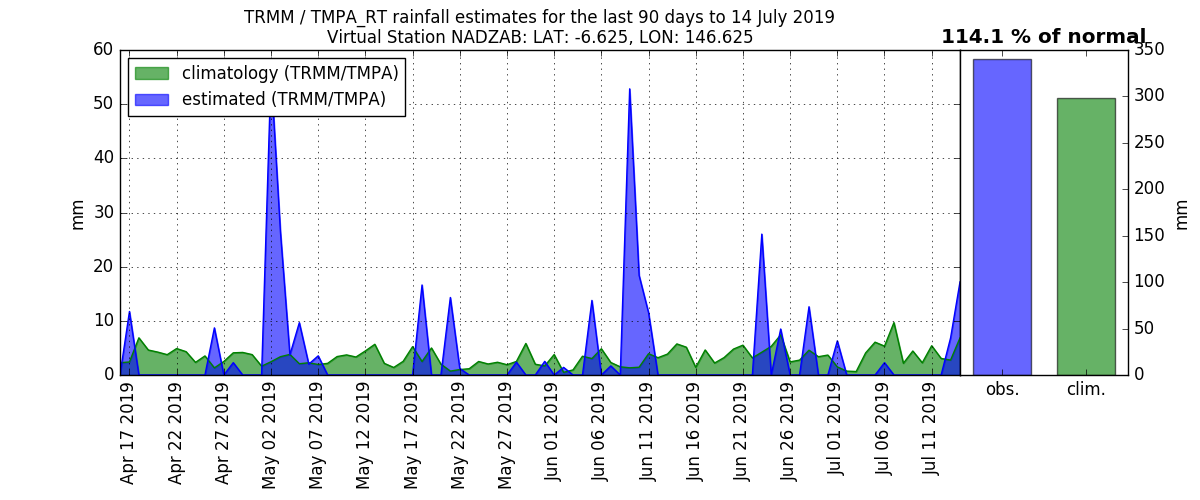 TRMM / TMPA_RT rainfall estimates for the last 90 days to 14 July 2019
Virtual Station NADZAB: LAT: -6.625, LON: 146.625
114.1 % of normal
climatology (TRMM/TMPA)
estimated (TRMM/TMPA)
mm
60
50
40
30
20
10
0
Apr 17 2019
Apr 22 2019
Apr 27 2019
May 02 2019
May 07 2019
May 12 2019
May 17 2019
May 22 2019
May 27 2019
Jun 01 2019
Jun 06 2019
Jun 11 2019
Jun 16 2019
Jun 21 2019
Jun 26 2019
Jul 01 2019
Jul 06 2019
Jul 11 2019
obs.
clim.
350
300
250
200
150
100
50
0
mm